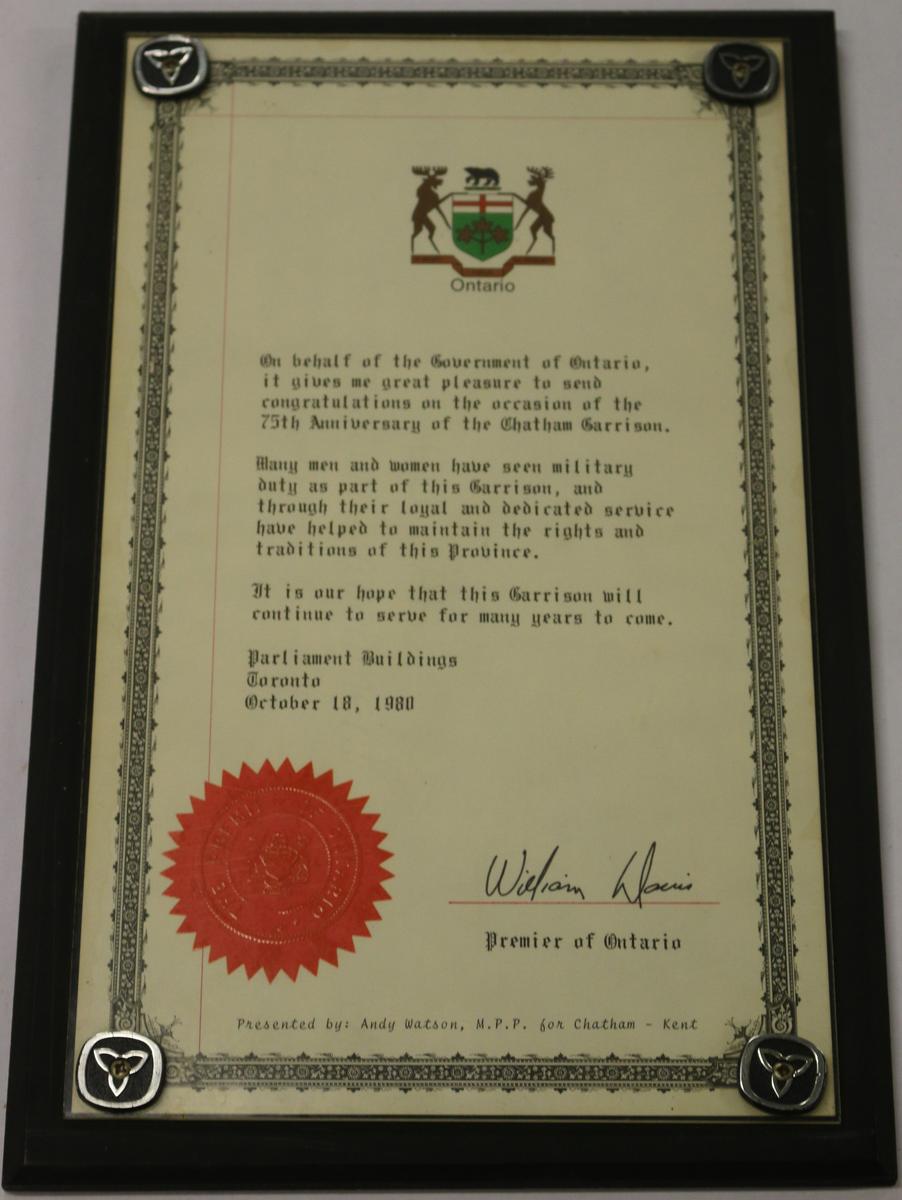 Ontario
On behalf of the Government of Ontario,
it gives me great pleasure to send
congratulations on the occasion of the
75th Anniversary of the Chatham Garrison.
Many men and women have seen military
duty as part of this Garrison, and
through their loyal and dedicated service
have helped to maintain the rights and
traditions of this Province.
It is our hope that this Garrison will
continue to serve for many years to come.
Parliament Buildings
Toronto
October 18, 1980
THE PREMIER OF ONTARIO
William Davis
Premier of Ontario
Presented by: Andy Watson, M.P.P. for Chatham - Kent